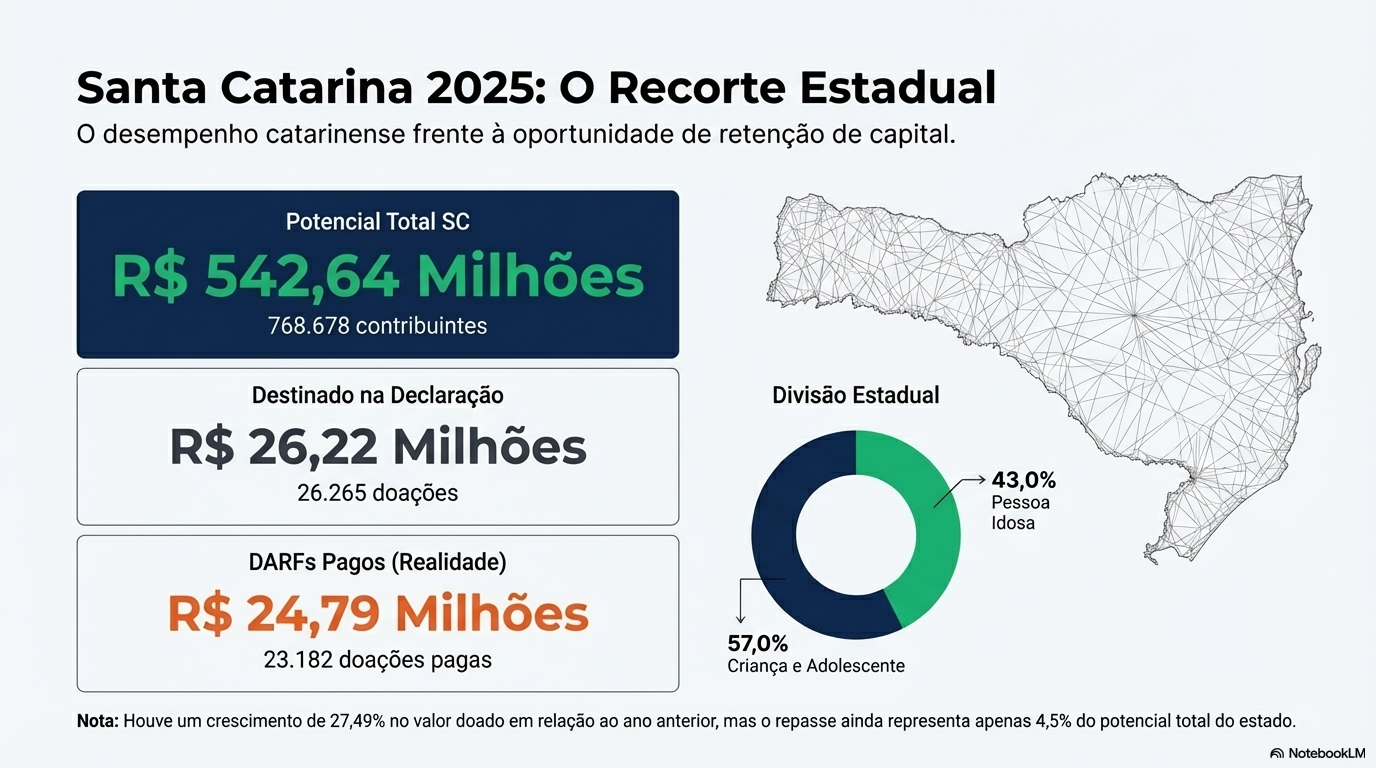 Santa Catarina 2025: O Recorte Estadual
O desempenho catarinense frente à oportunidade de retenção de capital.
Potencial Total SC
R$ 542,64 Milhões
768.678 contribuintes
Destinado na Declaração
R$ 26,22 Milhões
26.265 doações
DARFs Pagos (Realidade)
R$ 24,79 Milhões
23.182 doações pagas
Divisão Estadual
43,0%
Pessoa
Idosa
57,0%
Criança e Adolescente
Nota: Houve um crescimento de 27,49% no valor doado em relação ao ano anterior, mas o repasse ainda representa apenas 4,5% do potencial total do estado.
NotebookLM